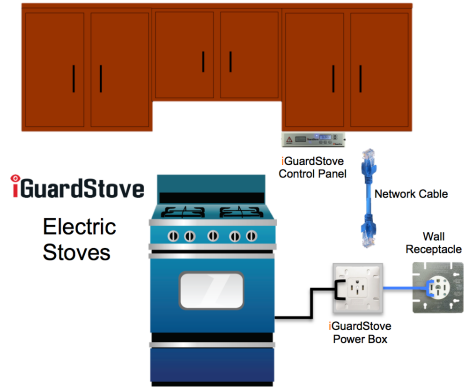 iGuardStove
Control Panel
iGuardStove
Electric
Stoves
Network Cable
Wall
Receptacle
iGuardStove
Power Box